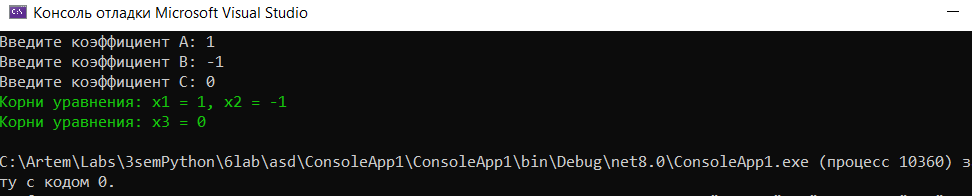 Консоль отладки Microsoft Visual Studio
Введите коэффициент A: 1
Введите коэффициент B: -1
Введите коэффициент C: 0
Корни уравнения: x1 = 1, x2 = -1
Корни уравнения: x3 = 0
C:\Artem\Labs\3semPython\6lab\asd\ConsoleApp1\ConsoleApp1\bin\Debug\net8.0\ConsoleApp1.exe (процесс 10360) з
ту с кодом 0.